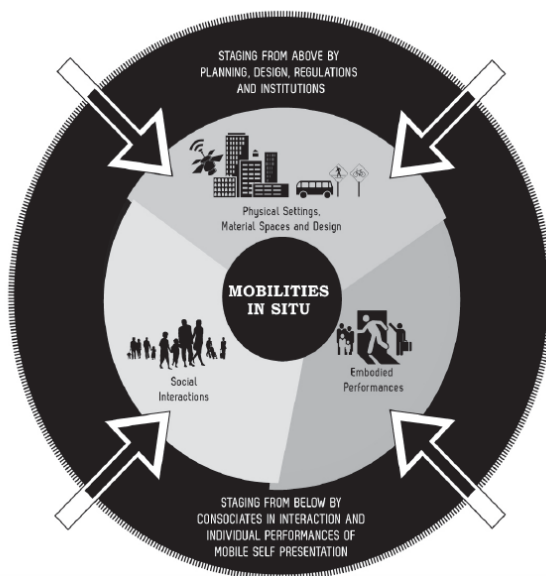 STAGING FROM ABOVE BY
PLANNING, DESIGN, REGULATIONS
AND INSTITUTIONS
Physical Settings,
Material Spaces and Design
MOBILITIES
IN SITU
Social
Interactions
Embodied
Performances
STAGING FROM BELOW BY
CONSOCIATES IN INTERACTION AND
INDIVIDUAL PERFORMANCES OF
MOBILE SELF PRESENTATION